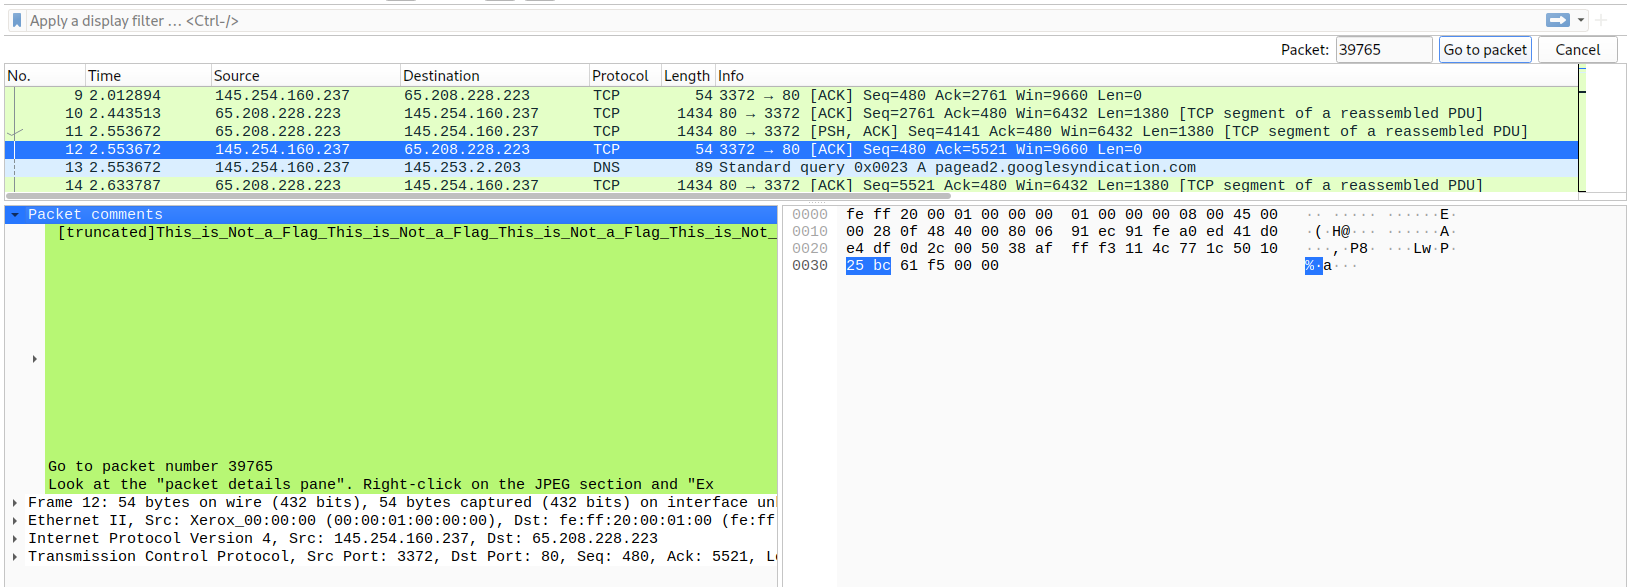 Apply a display filter … <Ctrl-/>
Packet: 39765 Go to packet Cancel
No. Time Source Destination Protocol Length Info
9 2.012894 145.254.160.237 65.208.228.223 TCP 54 3372 → 80 [ACK] Seq=480 Ack=2761 Win=9660 Len=0
10 2.443513 65.208.228.223 145.254.160.237 TCP 1434 80 → 3372 [ACK] Seq=2761 Ack=480 Win=6432 Len=1380 [TCP segment of a reassembled PDU]
11 2.553672 65.208.228.223 145.254.160.237 TCP 1434 80 → 3372 [PSH, ACK] Seq=4141 Ack=480 Win=6432 Len=1380 [TCP segment of a reassembled PDU]
12 2.553672 145.254.160.237 65.208.228.223 TCP 54 3372 → 80 [ACK] Seq=480 Ack=5521 Win=9660 Len=0
13 2.553672 145.254.160.237 145.253.2.203 DNS 89 Standard query 0x0023 A pagead2.googlesyndication.com
14 2.633787 65.208.228.223 145.254.160.237 TCP 1434 80 → 3372 [ACK] Seq=5521 Ack=480 Win=6432 Len=1380 [TCP segment of a reassembled PDU]
Packet comments
[truncated]This_is_Not_a_Flag_This_is_Not_a_Flag_This_is_Not_a_Flag_This_is_Not_
Go to packet number 39765
Look at the "packet details pane". Right-click on the JPEG section and "Ex
Frame 12: 54 bytes on wire (432 bits), 54 bytes captured (432 bits) on interface unk
Ethernet II, Src: Xerox_00:00:00 (00:00:01:00:00:00), Dst: fe:ff:20:00:01:00 (fe:ff
Internet Protocol Version 4, Src: 145.254.160.237, Dst: 65.208.228.223
Transmission Control Protocol, Src Port: 3372, Dst Port: 80, Seq: 480, Ack: 5521, Le
0000 fe ff 20 00 01 00 00 00 01 00 00 00 08 00 45 00 ·· ····· ······E·
0010 00 28 0f 48 40 00 80 06 91 ec 91 fe a0 ed 41 d0 ·(·H@··· ······A·
0020 e4 df 0d 2c 00 50 38 af ff f3 11 4c 77 1c 50 10 ···,·P8· ···Lw·P·
0030 25 bc 61 f5 00 00 %·a···